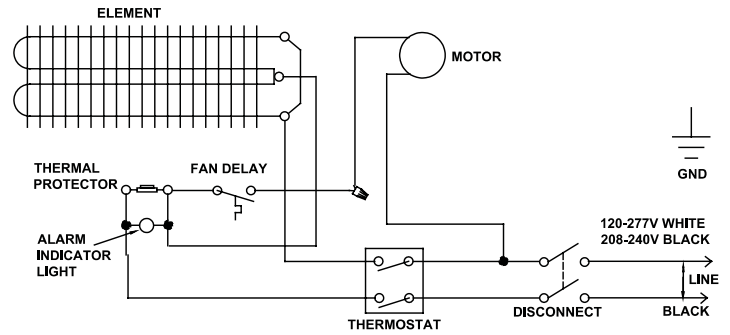 ELEMENT
MOTOR
THERMAL
PROTECTOR
FAN DELAY
GND
ALARM
INDICATOR
LIGHT
120-277V WHITE
208-240V BLACK
LINE
THERMOSTAT
DISCONNECT
BLACK